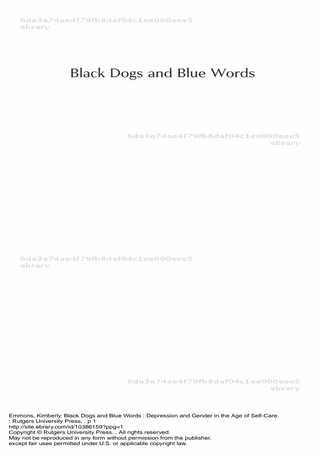 6da3e74ae4f79fb8daf04c1ee000eee5
ebrary
Black Dogs and Blue Words
6da3e74ae4f79fb8daf04c1ee000eee5
ebrary
6da3e74ae4f79fb8daf04c1ee000eee5
ebrary
6da3e74ae4f79fb8daf04c1ee000eee5
ebrary
Emmons, Kimberly. Black Dogs and Blue Words : Depression and Gender in the Age of Self-Care.
: Rutgers University Press, . p 1
http://site.ebrary.com/id/10386159?ppg=1
Copyright © Rutgers University Press. . All rights reserved.
May not be reproduced in any form without permission from the publisher,
except fair uses permitted under U.S. or applicable copyright law.